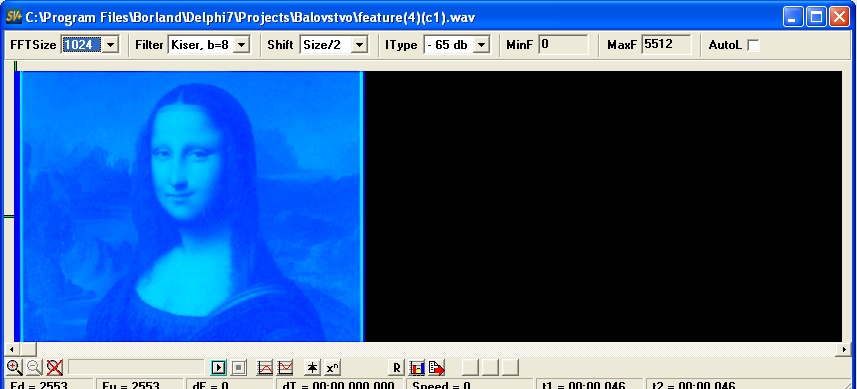 SV+ C:\Program Files\Borland\Delphi7\Projects\Balovstvo\feature(4)(c1).wav
FFTSize 1024 Filter Kiser, b=8 Shift Size/2 IType - 65 db MinF 0 MaxF 5512 AutoL
xⁿ R
Fd = 2553 Fu = 2553 dF = 0 dT = 00:00.000.000 Speed = 0 t1 = 00:00.046 t2 = 00:00.046